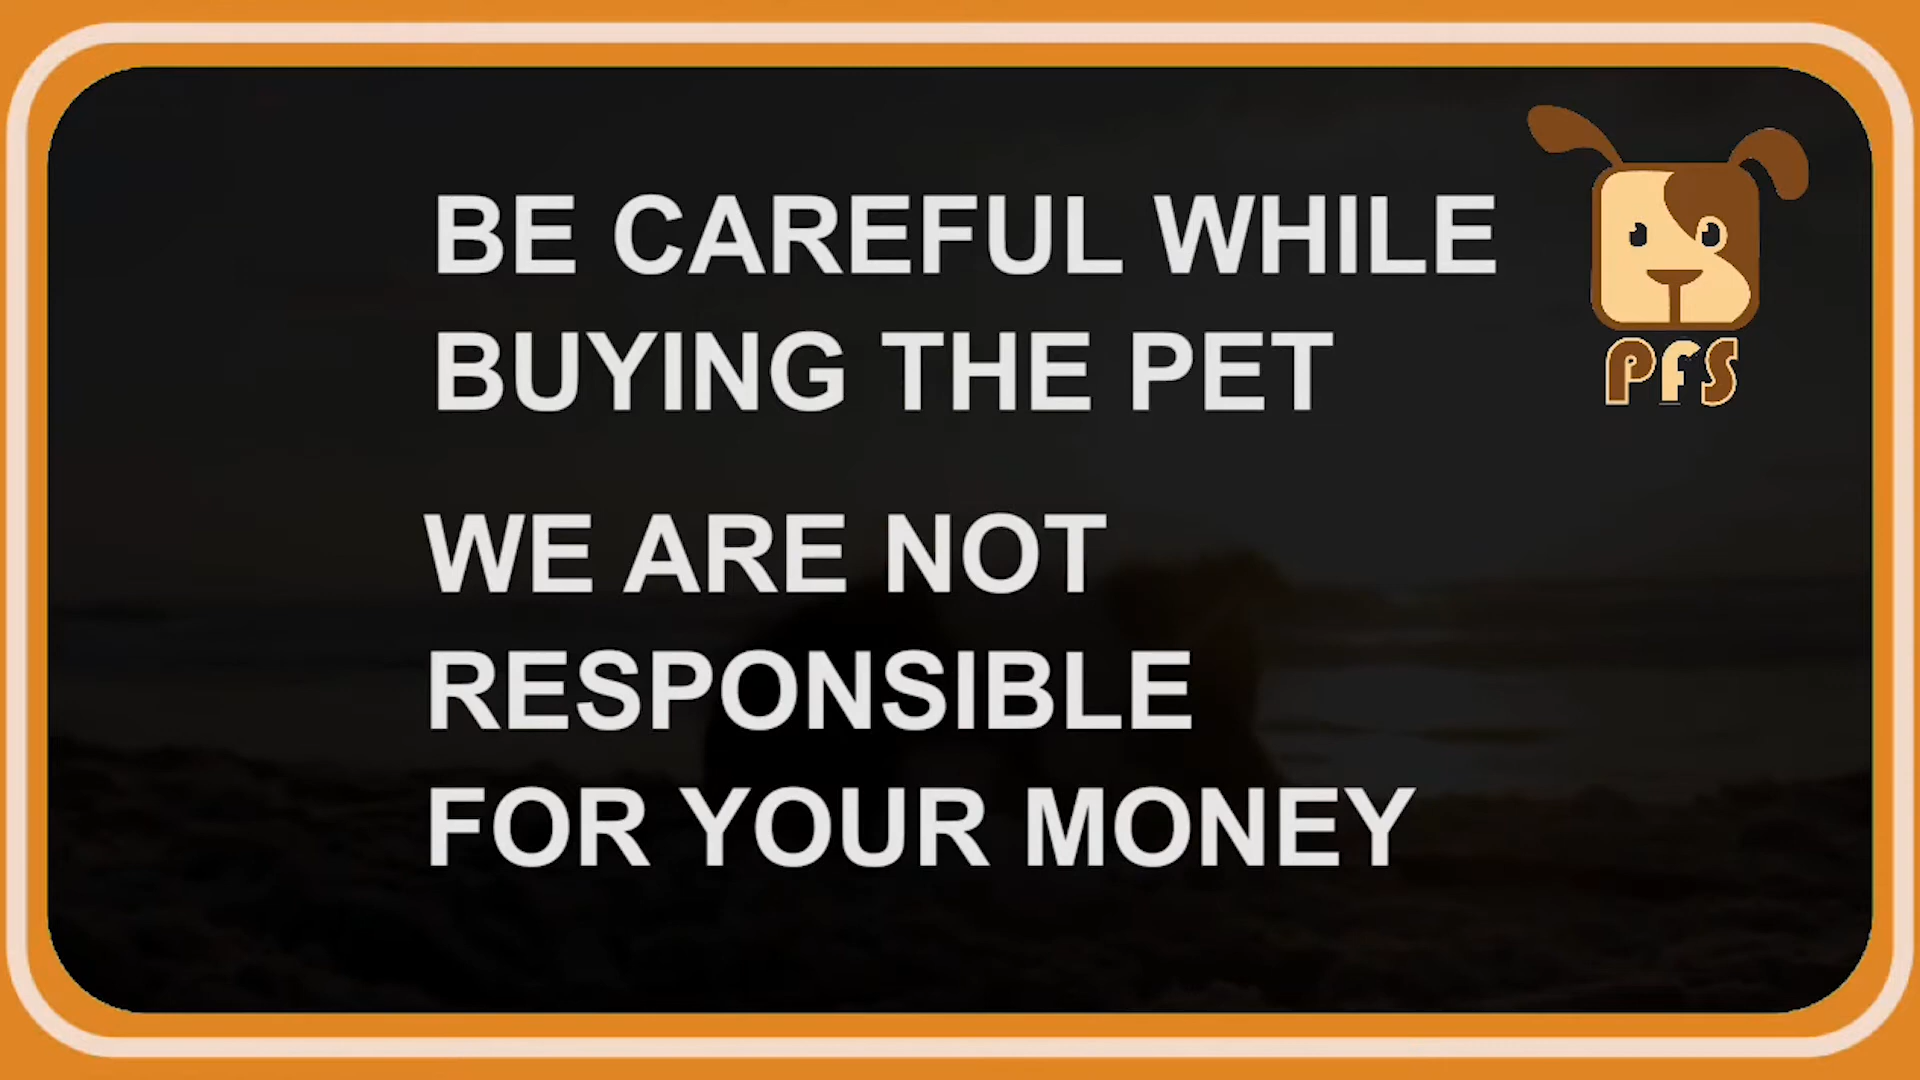 BE CAREFUL WHILE
BUYING THE PET
PFS
WE ARE NOT
RESPONSIBLE
FOR YOUR MONEY